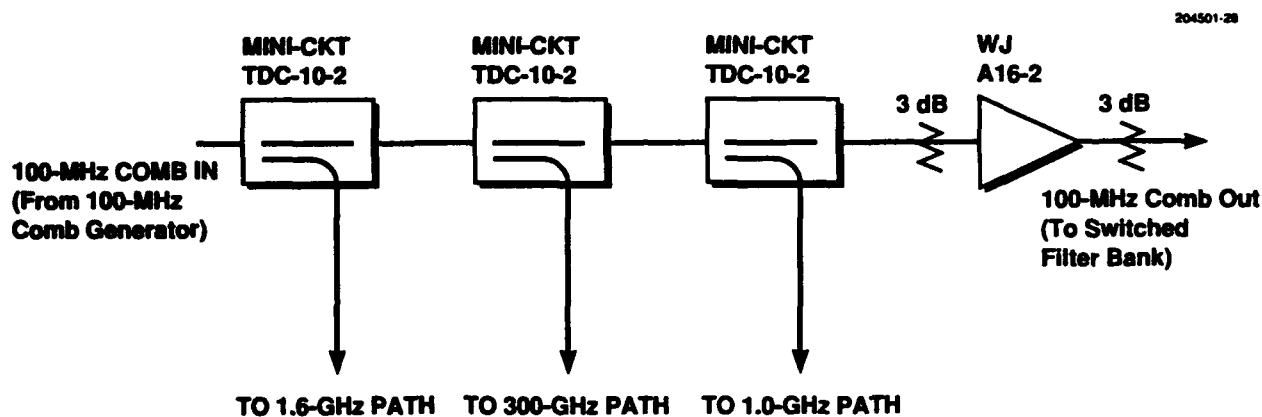 204501-28
MINI-CKT
TDC-10-2
MINI-CKT
TDC-10-2
MINI-CKT
TDC-10-2
WJ
A16-2
3 dB
3 dB
100-MHz COMB IN
(From 100-MHz
Comb Generator)
100-MHz Comb Out
(To Switched
Filter Bank)
TO 1.6-GHz PATH
TO 300-GHz PATH
TO 1.0-GHz PATH